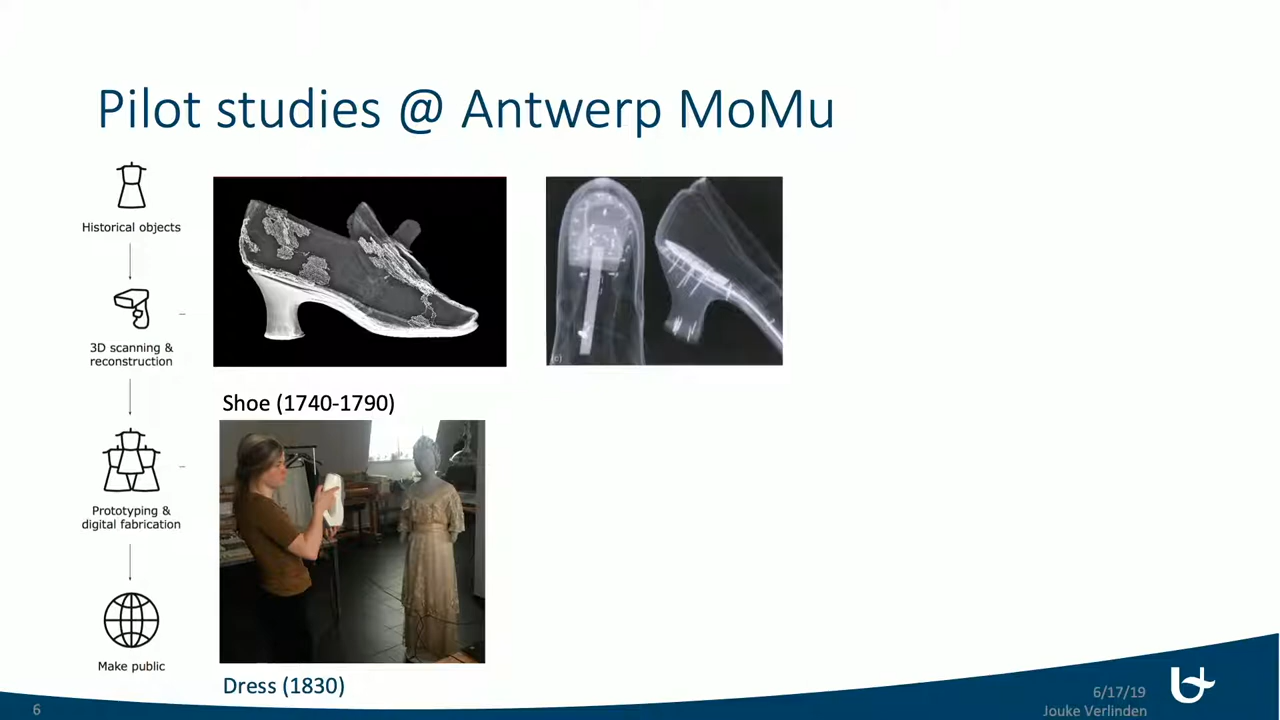 Pilot studies @ Antwerp MoMu
Historical objects
3D scanning &
reconstruction
Prototyping &
digital fabrication
Make public
(c)
Shoe (1740-1790)
Dress (1830)
6
6/17/19
Jouke Verlinden